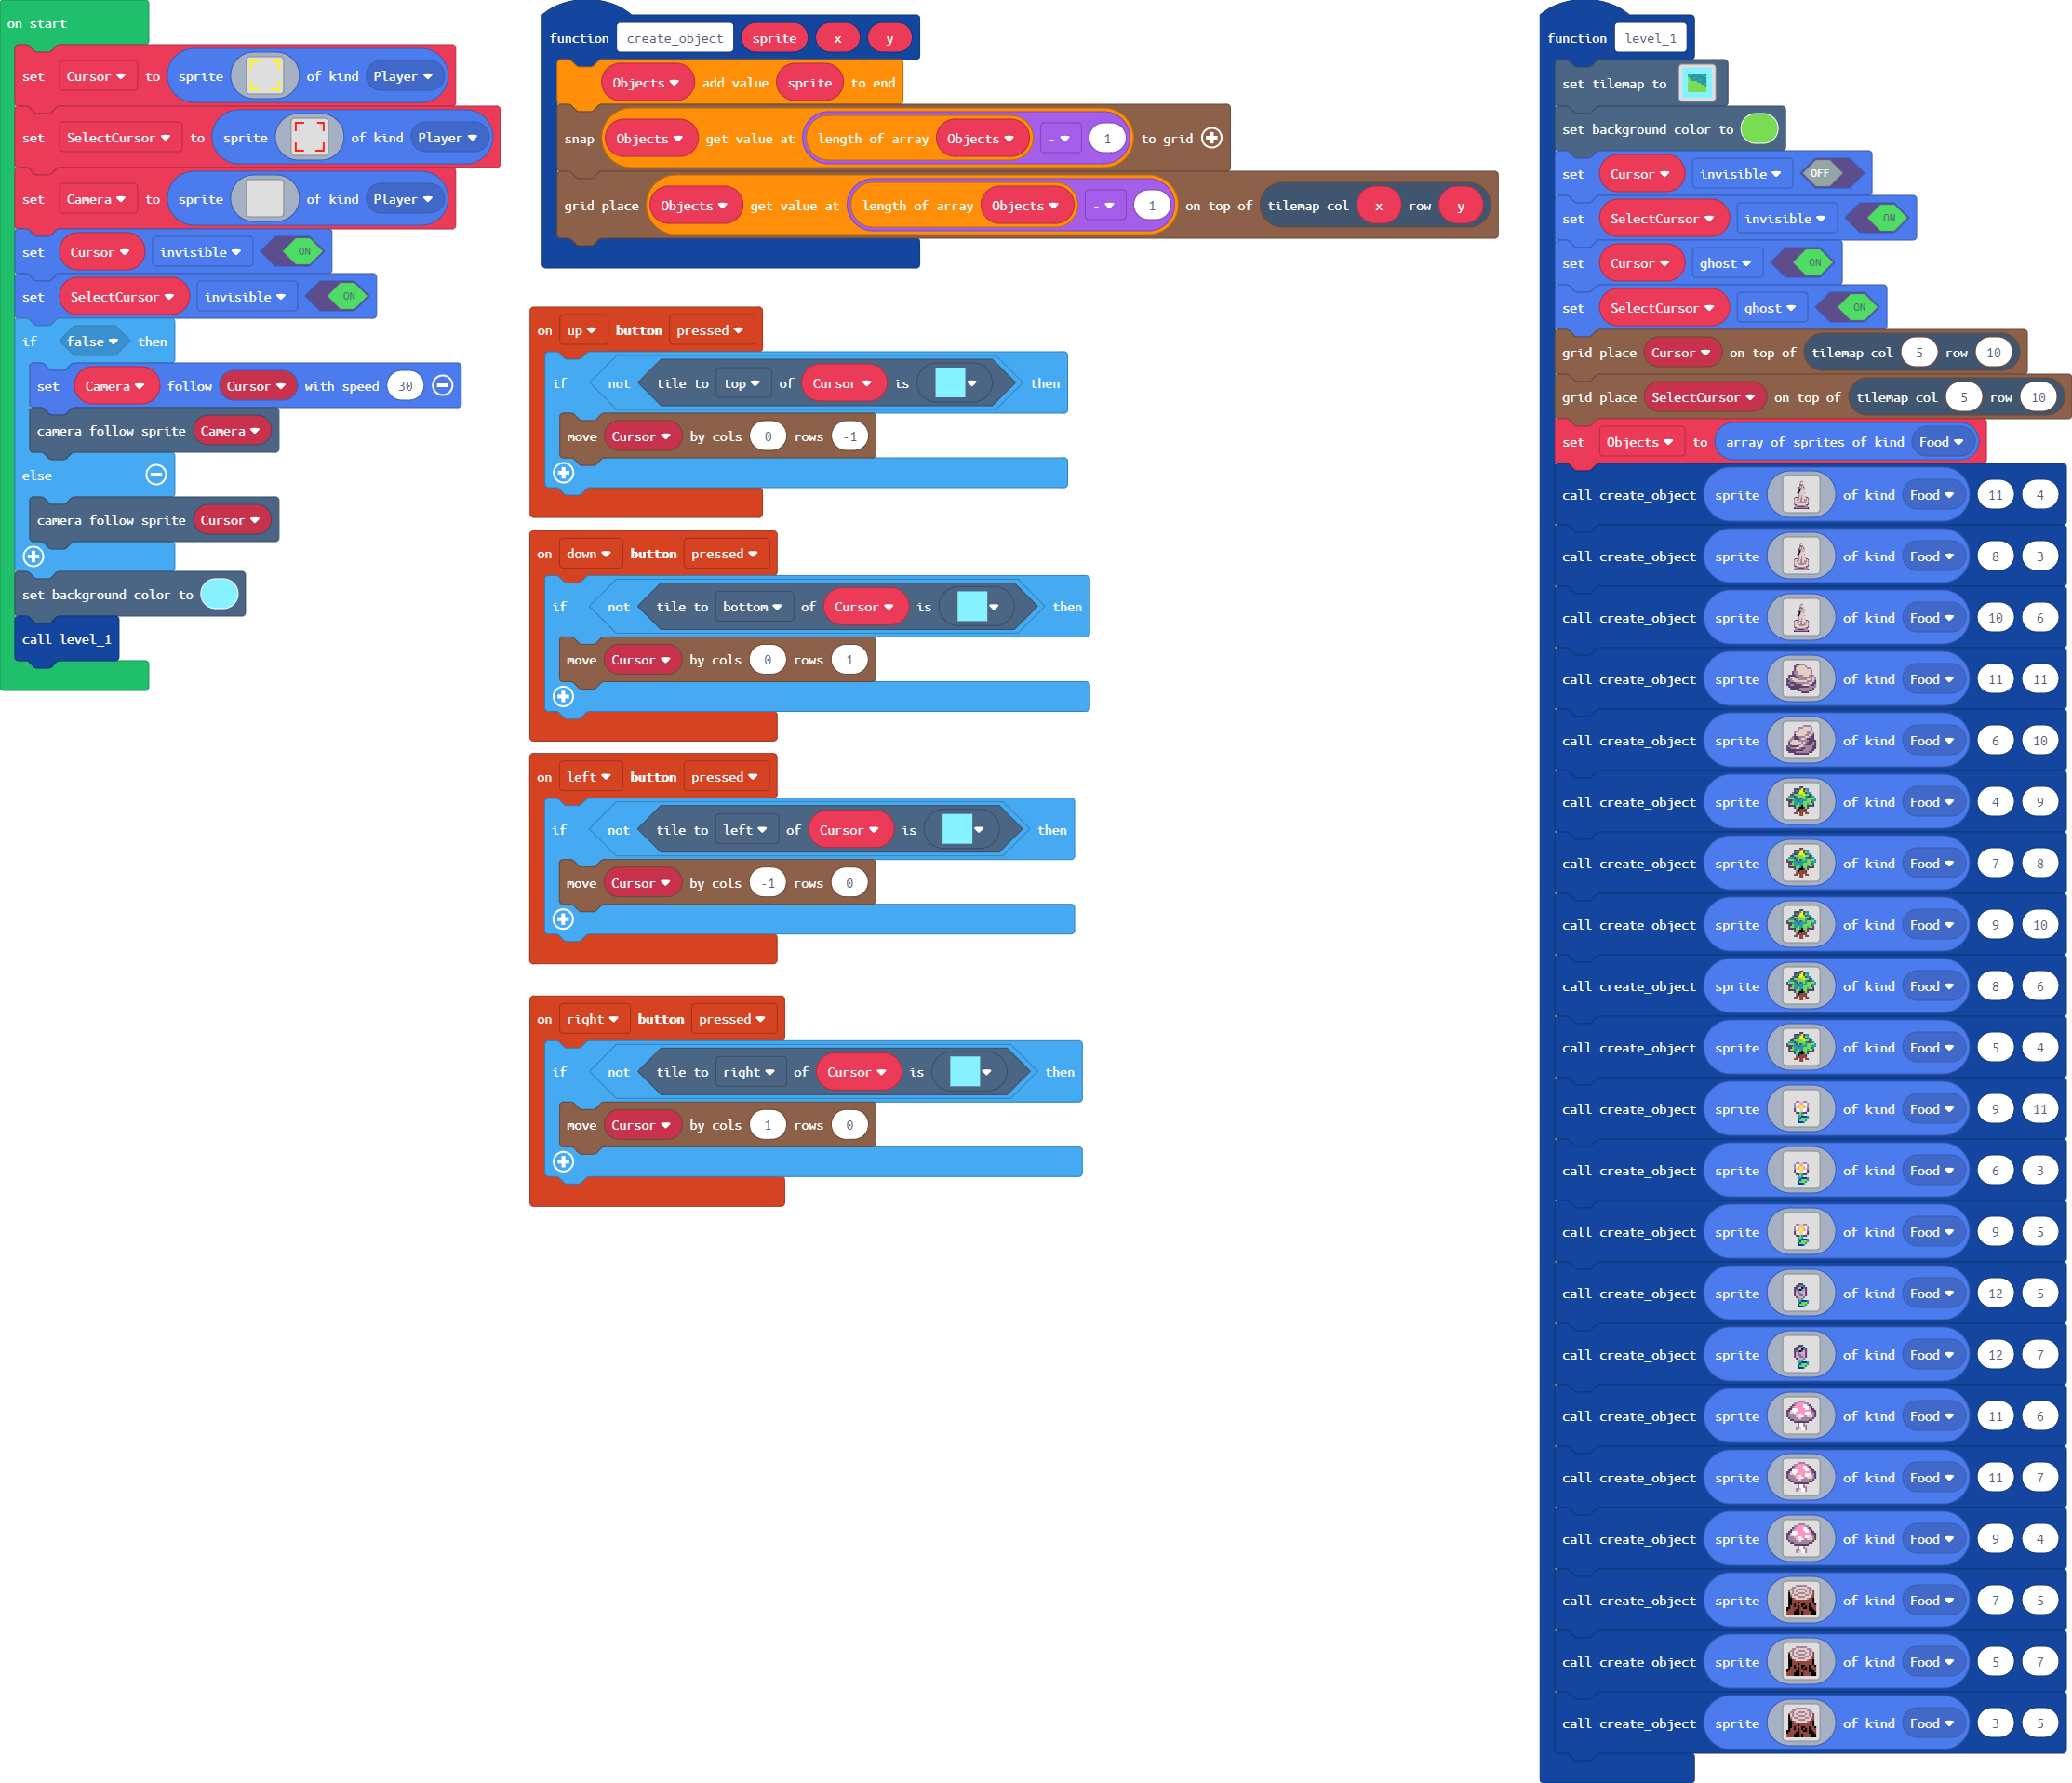 on start
set Cursor to sprite of kind Player
set SelectCursor to sprite of kind Player
set Camera to sprite of kind Player
set Cursor invisible ON
set SelectCursor invisible ON
if false then
set Camera follow Cursor with speed 30
camera follow sprite Camera
else
camera follow sprite Cursor
set background color to
call level_1
function create_object sprite x y
Objects add value sprite to end
snap Objects get value at length of array Objects - 1 to grid
grid place Objects get value at length of array Objects - 1 on top of tilemap col x row y
on up button pressed
if not tile to top of Cursor is then
move Cursor by cols 0 rows -1
on down button pressed
if not tile to bottom of Cursor is then
move Cursor by cols 0 rows 1
on left button pressed
if not tile to left of Cursor is then
move Cursor by cols -1 rows 0
on right button pressed
if not tile to right of Cursor is then
move Cursor by cols 1 rows 0
function level_1
set tilemap to
set background color to
set Cursor invisible OFF
set SelectCursor invisible ON
set Cursor ghost ON
set SelectCursor ghost ON
grid place Cursor on top of tilemap col 5 row 10
grid place SelectCursor on top of tilemap col 5 row 10
set Objects to array of sprites of kind Food
call create_object sprite of kind Food 11 4
call create_object sprite of kind Food 8 3
call create_object sprite of kind Food 10 6
call create_object sprite of kind Food 11 11
call create_object sprite of kind Food 6 10
call create_object sprite of kind Food 4 9
call create_object sprite of kind Food 7 8
call create_object sprite of kind Food 9 10
call create_object sprite of kind Food 8 6
call create_object sprite of kind Food 5 4
call create_object sprite of kind Food 9 11
call create_object sprite of kind Food 6 3
call create_object sprite of kind Food 9 5
call create_object sprite of kind Food 12 5
call create_object sprite of kind Food 12 7
call create_object sprite of kind Food 11 6
call create_object sprite of kind Food 11 7
call create_object sprite of kind Food 9 4
call create_object sprite of kind Food 7 5
call create_object sprite of kind Food 5 7
call create_object sprite of kind Food 3 5